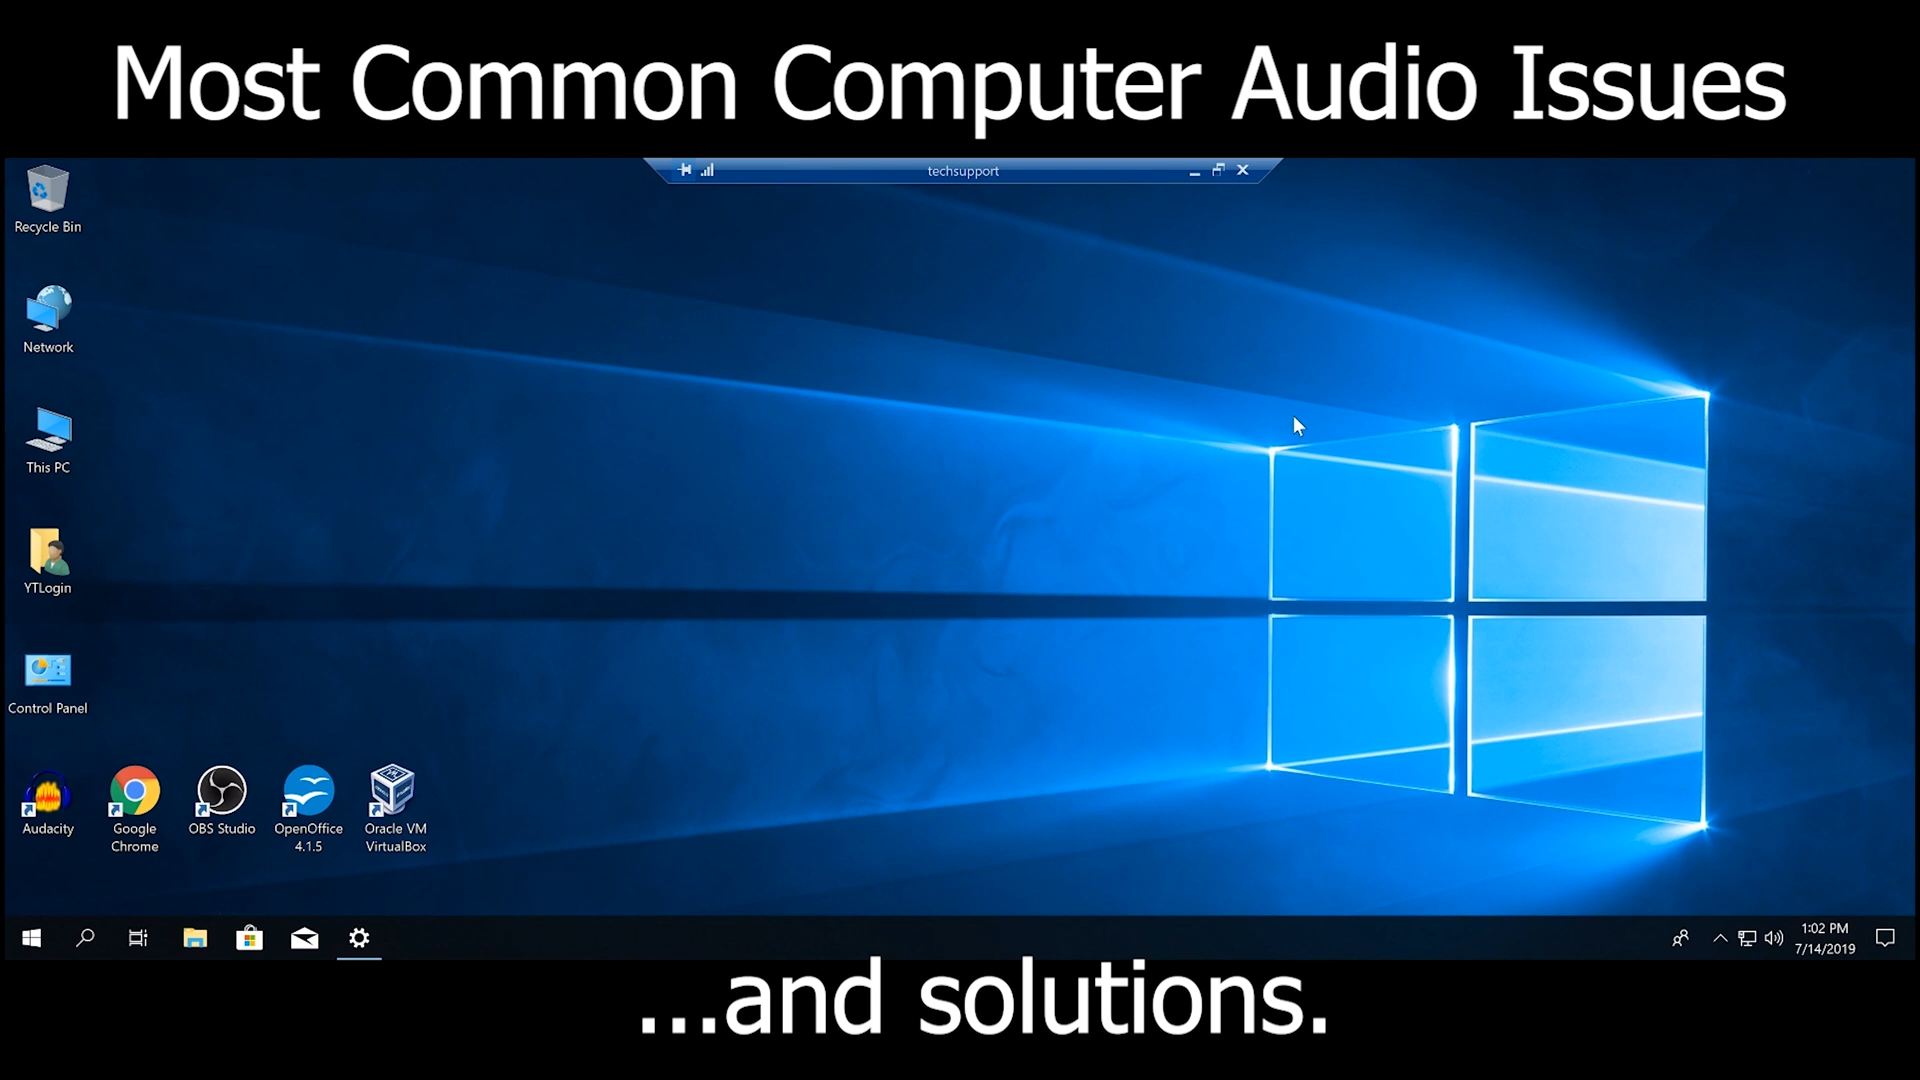 Most Common Computer Audio Issues
techsupport
Recycle Bin
Network
This PC
YTLogin
Control Panel
Audacity
Google
Chrome
OBS Studio
OpenOffice
4.1.5
Oracle VM
VirtualBox
1:02 PM
7/14/2019
...and solutions.